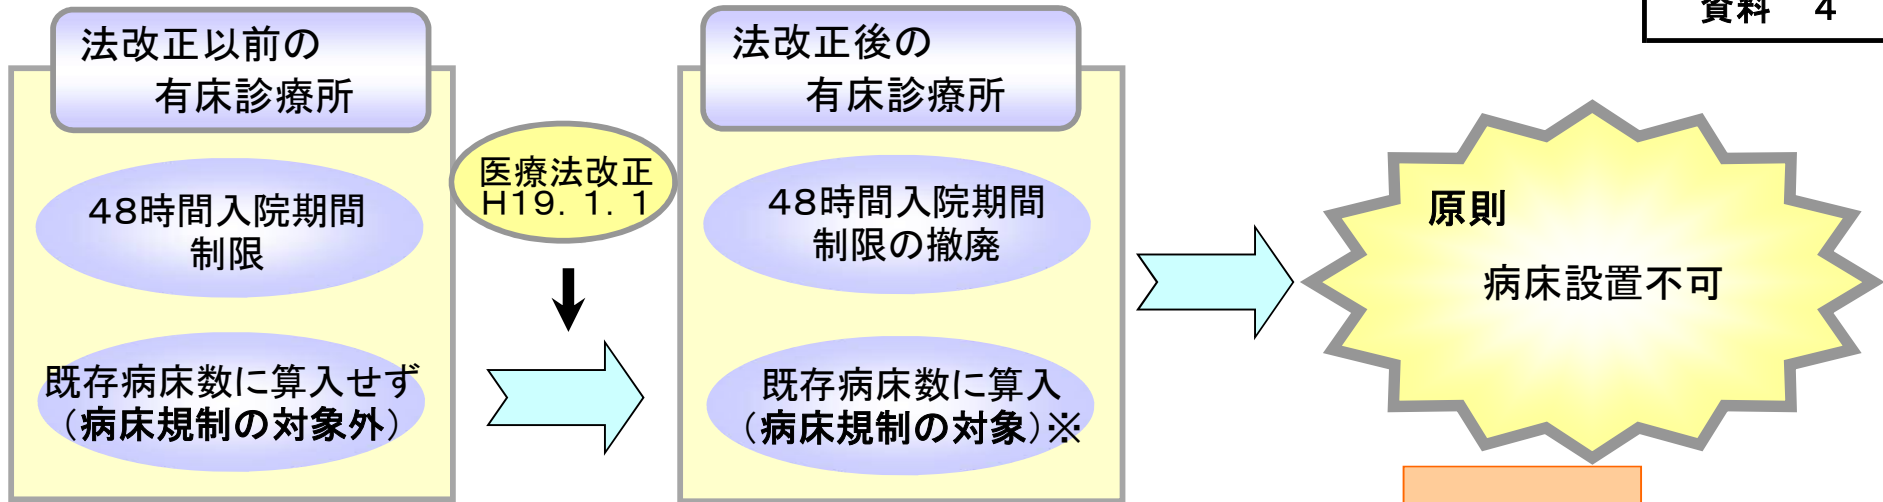 資料　４
法改正以前の
有床診療所
48時間入院期間
制限
既存病床数に算入せず
（病床規制の対象外）
医療法改正
H19．1．1
法改正後の
有床診療所
48時間入院期間
制限の撤廃
既存病床数に算入
（病床規制の対象）※
原則
病床設置不可